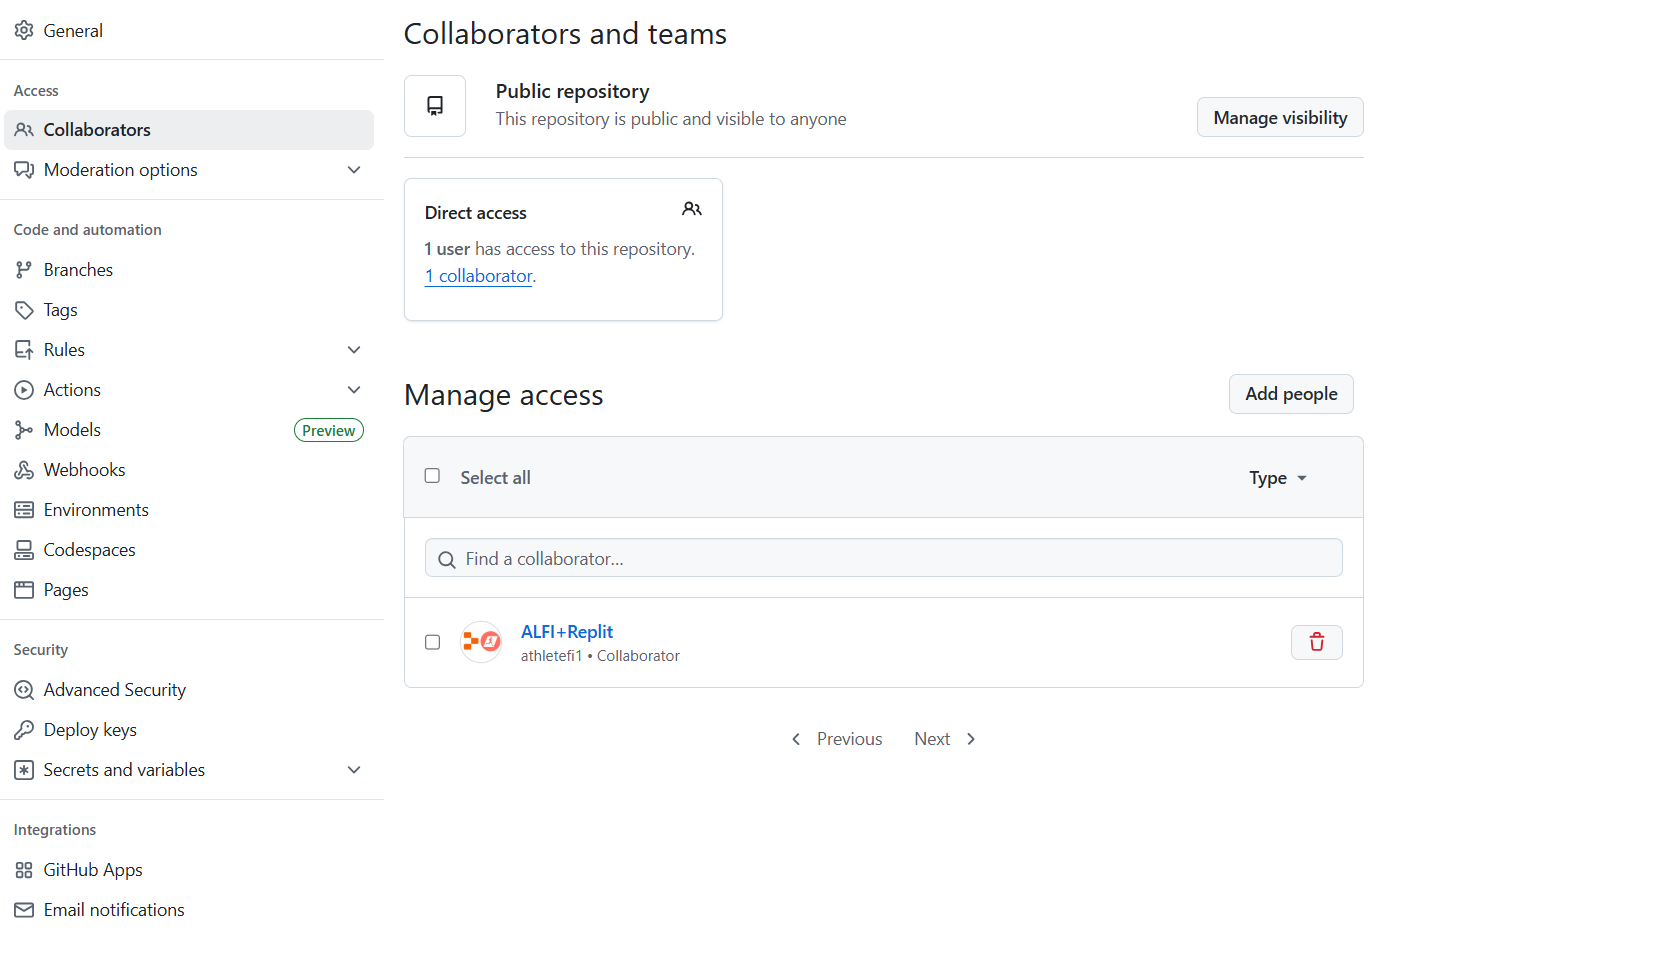 General
Access
Collaborators
Moderation options
Code and automation
Branches
Tags
Rules
Actions
Models
Preview
Webhooks
Environments
Codespaces
Pages
Security
Advanced Security
Deploy keys
Secrets and variables
Integrations
GitHub Apps
Email notifications
Collaborators and teams
Public repository
This repository is public and visible to anyone
Manage visibility
Direct access
1 user has access to this repository.
1 collaborator.
Manage access
Add people
Select all
Type
Find a collaborator...
ALFI+Replit
athletefi1 • Collaborator
Previous
Next